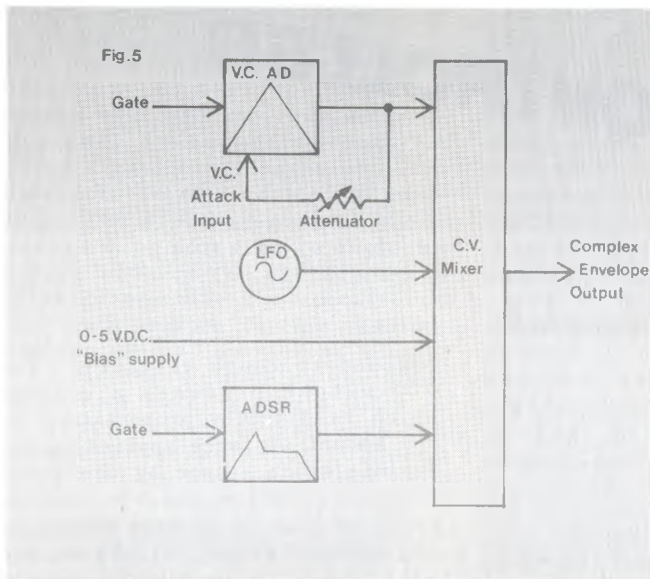 Fig.5
V.C. AD
Gate
V.C.
Attack
Input
Attenuator
LFO
C.V.
Mixer
Complex
Envelope
Output
0-5 V.D.C.
"Bias" supply
ADSR
Gate